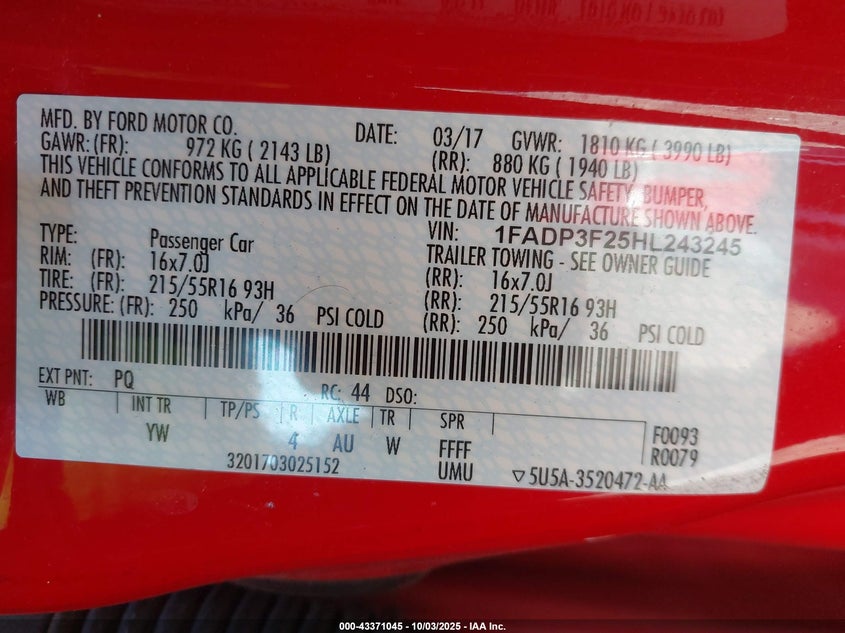 MFD. BY FORD MOTOR CO. DATE: 03/17 GVWR: 1810 KG ( 3990 LB)
GAWR: (FR): 972 KG ( 2143 LB) (RR): 880 KG ( 1940 LB)
THIS VEHICLE CONFORMS TO ALL APPLICABLE FEDERAL MOTOR VEHICLE SAFETY, BUMPER,
AND THEFT PREVENTION STANDARDS IN EFFECT ON THE DATE OF MANUFACTURE SHOWN ABOVE.
VIN: 1FADP3F25HL243245
TYPE: Passenger Car TRAILER TOWING - SEE OWNER GUIDE
RIM: (FR): 16x7.0J (RR): 16x7.0J
TIRE: (FR): 215/55R16 93H (RR): 215/55R16 93H
PRESSURE: (FR): 250 kPa/ 36 PSI COLD (RR): 250 kPa/ 36 PSI COLD
EXT PNT: PQ RC: 44 DSO:
WB INT TR TP/PS R AXLE TR SPR
YW 4 AU W FFFF F0093
3201703025152 UMU ▽5U5A-3520472-AA R0079
000-43371045 - 10/03/2025 - IAA Inc.